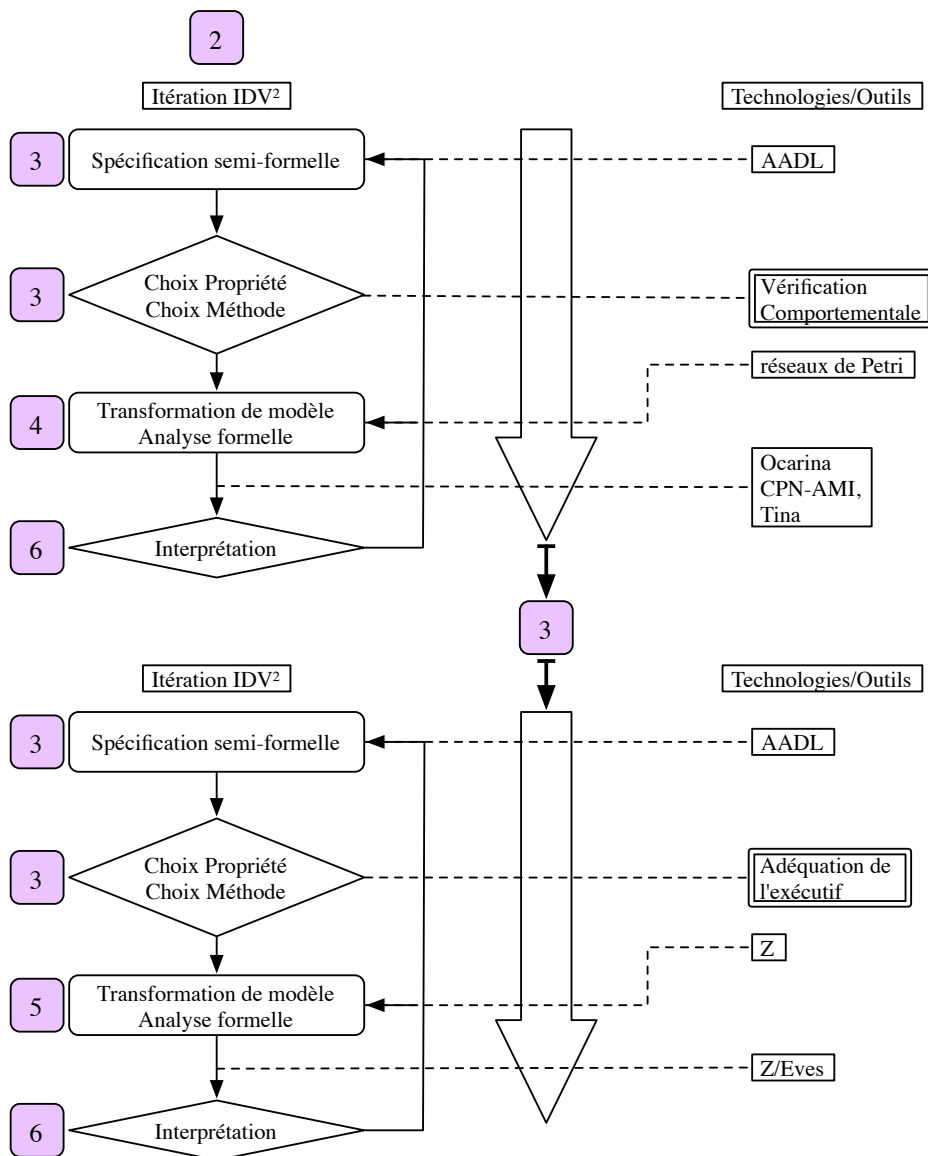 2
Itération IDV²
Technologies/Outils
3
Spécification semi-formelle
AADL
3
Choix Propriété
Choix Méthode
Vérification
Comportementale
réseaux de Petri
4
Transformation de modèle
Analyse formelle
Ocarina
CPN-AMI,
Tina
6
Interprétation
3
Itération IDV²
Technologies/Outils
3
Spécification semi-formelle
AADL
3
Choix Propriété
Choix Méthode
Adéquation de
l'exécutif
Z
5
Transformation de modèle
Analyse formelle
Z/Eves
6
Interprétation